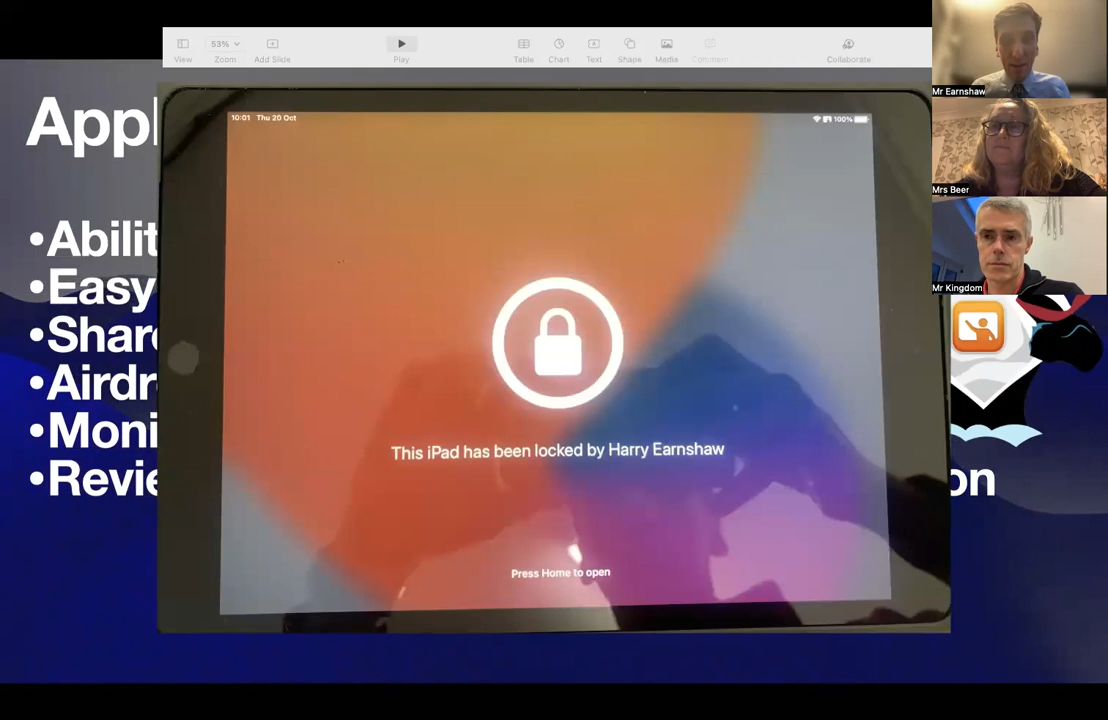 View
53%
Zoom
Add Slide
Play
Table
Chart
Text
Shape
Media
Comment
Collaborate
Mr Earnshaw
Mrs Beer
Mr Kingdom
Appl
•Abilit
•Easy
•Share
•Airdr
•Moni
•Revie
on
10:01 Thu 20 Oct
100%
This iPad has been locked by Harry Earnshaw
Press Home to open